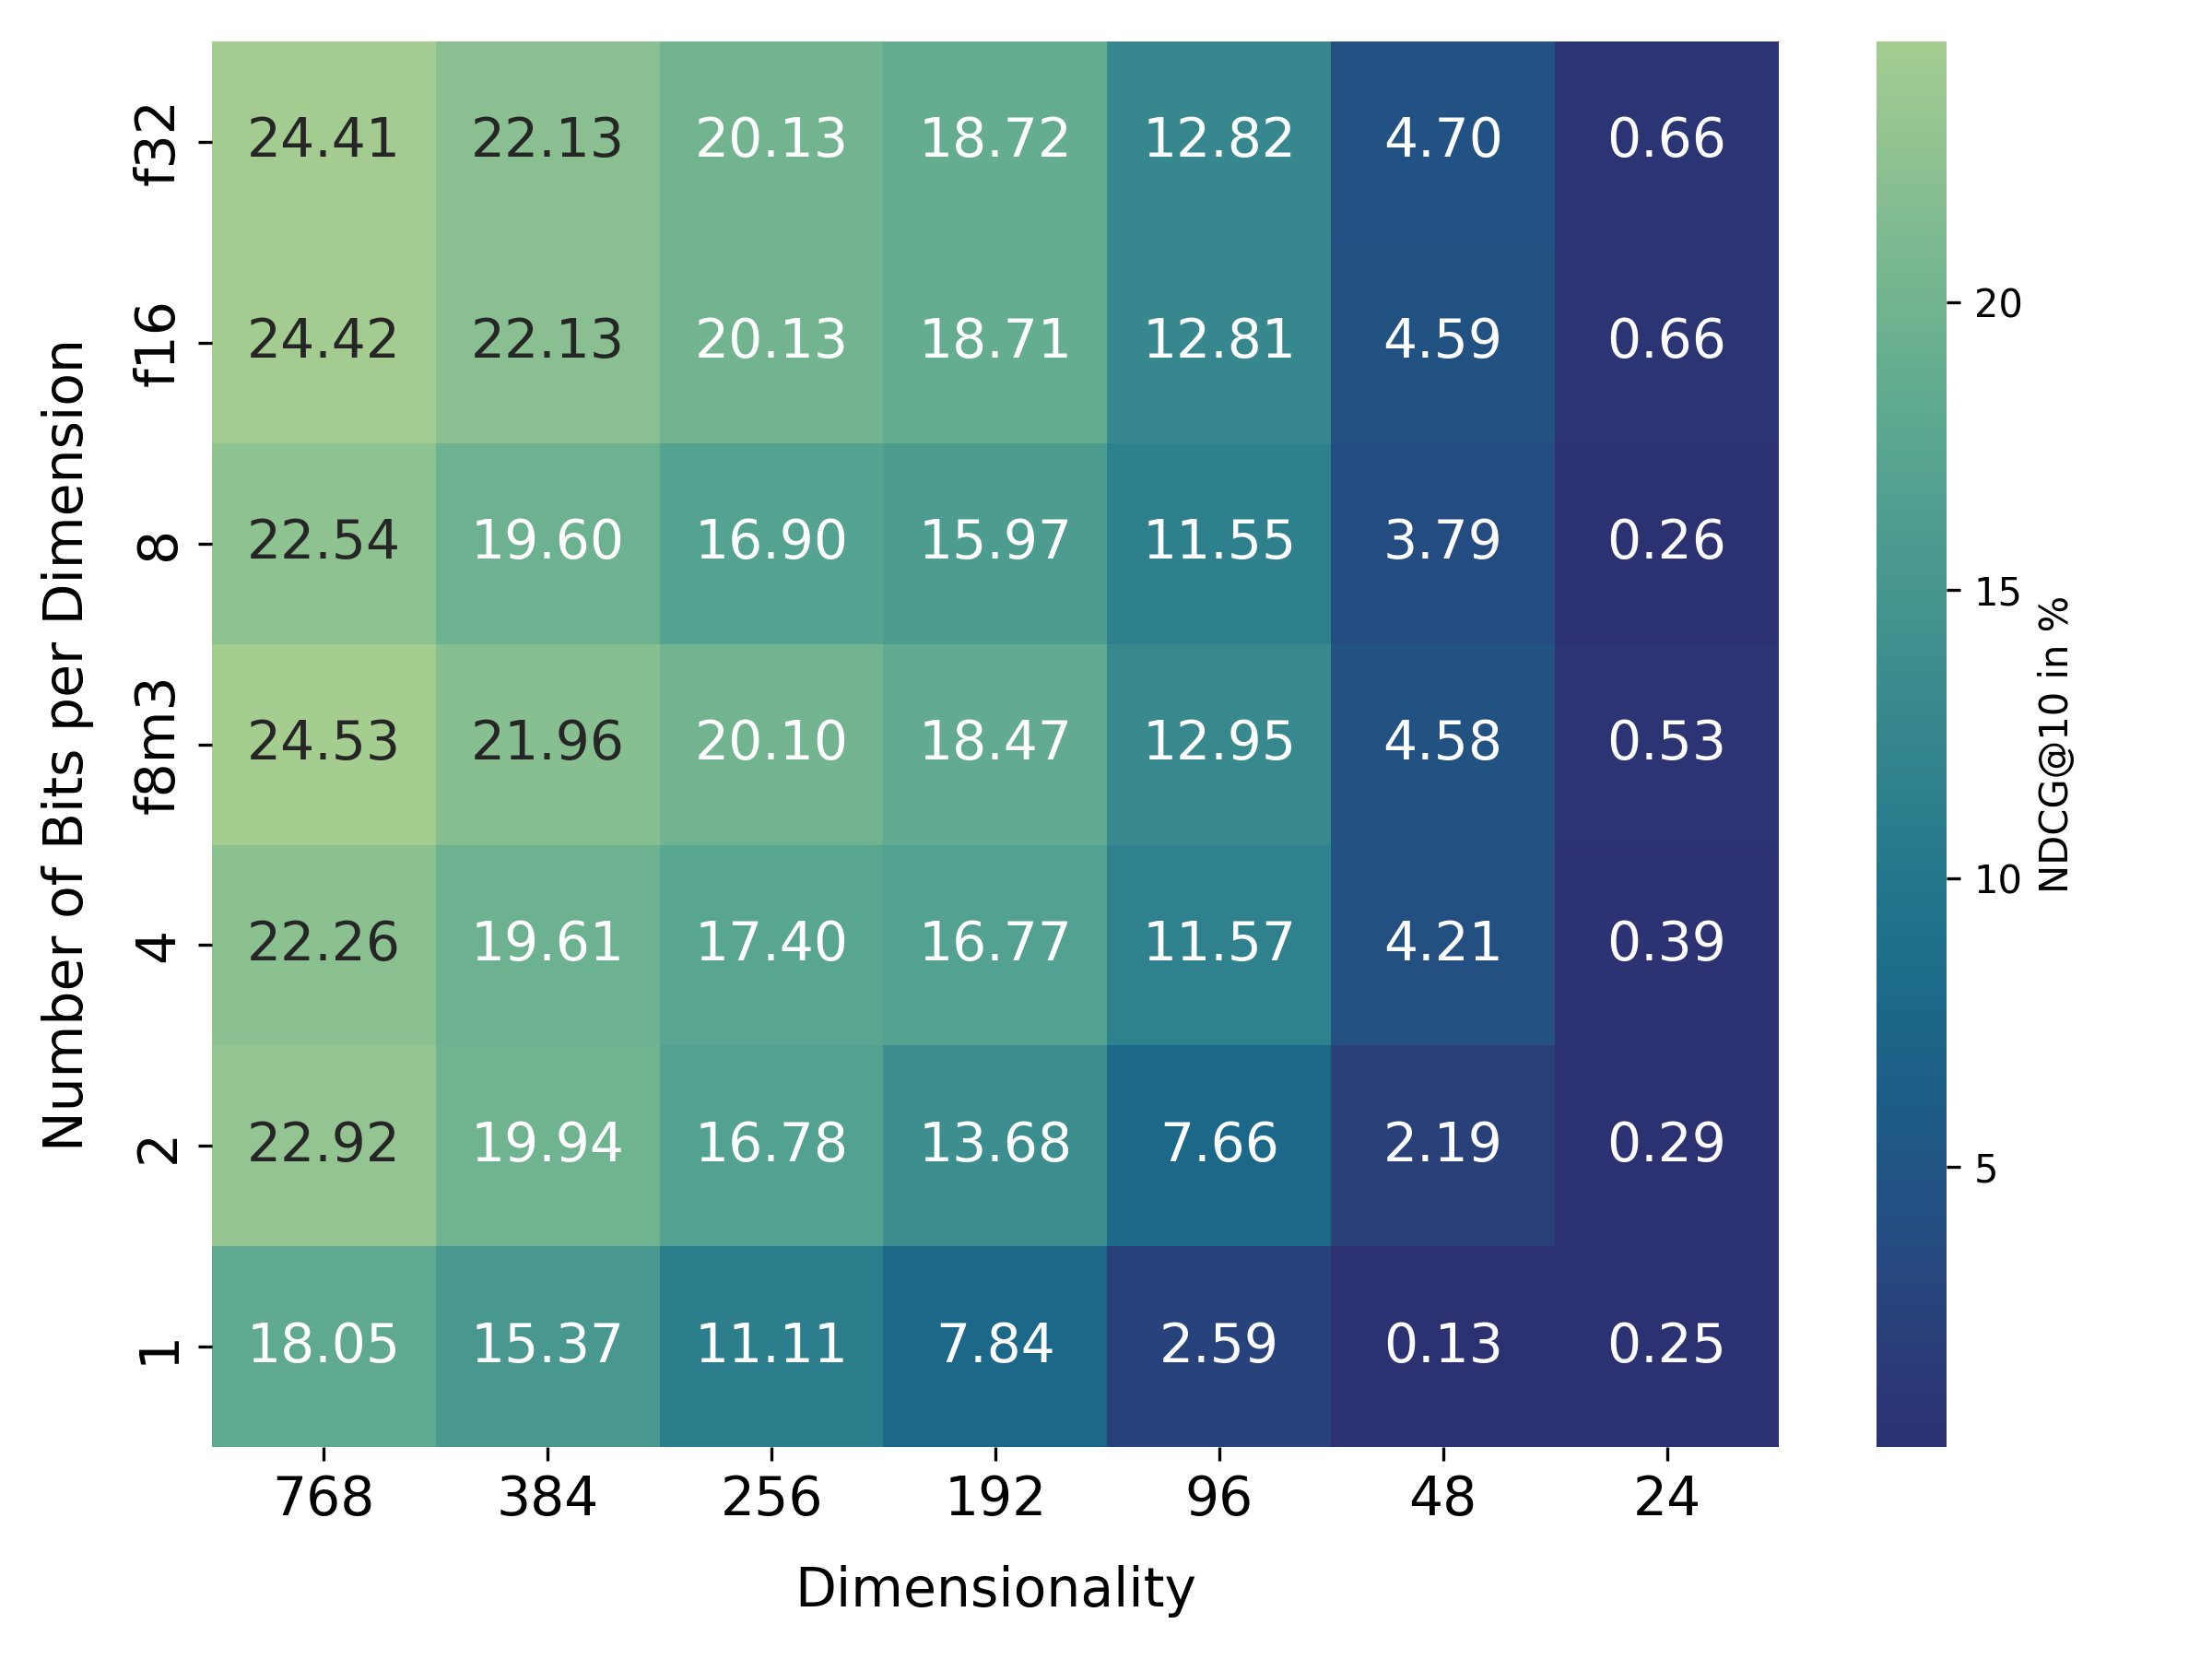 Number of Bits per Dimension
f32 24.41 22.13 20.13 18.72 12.82 4.70 0.66
f16 24.42 22.13 20.13 18.71 12.81 4.59 0.66
8 22.54 19.60 16.90 15.97 11.55 3.79 0.26
f8m3 24.53 21.96 20.10 18.47 12.95 4.58 0.53
4 22.26 19.61 17.40 16.77 11.57 4.21 0.39
2 22.92 19.94 16.78 13.68 7.66 2.19 0.29
1 18.05 15.37 11.11 7.84 2.59 0.13 0.25
768 384 256 192 96 48 24
Dimensionality
20
15
10
5
NDCG@10 in %